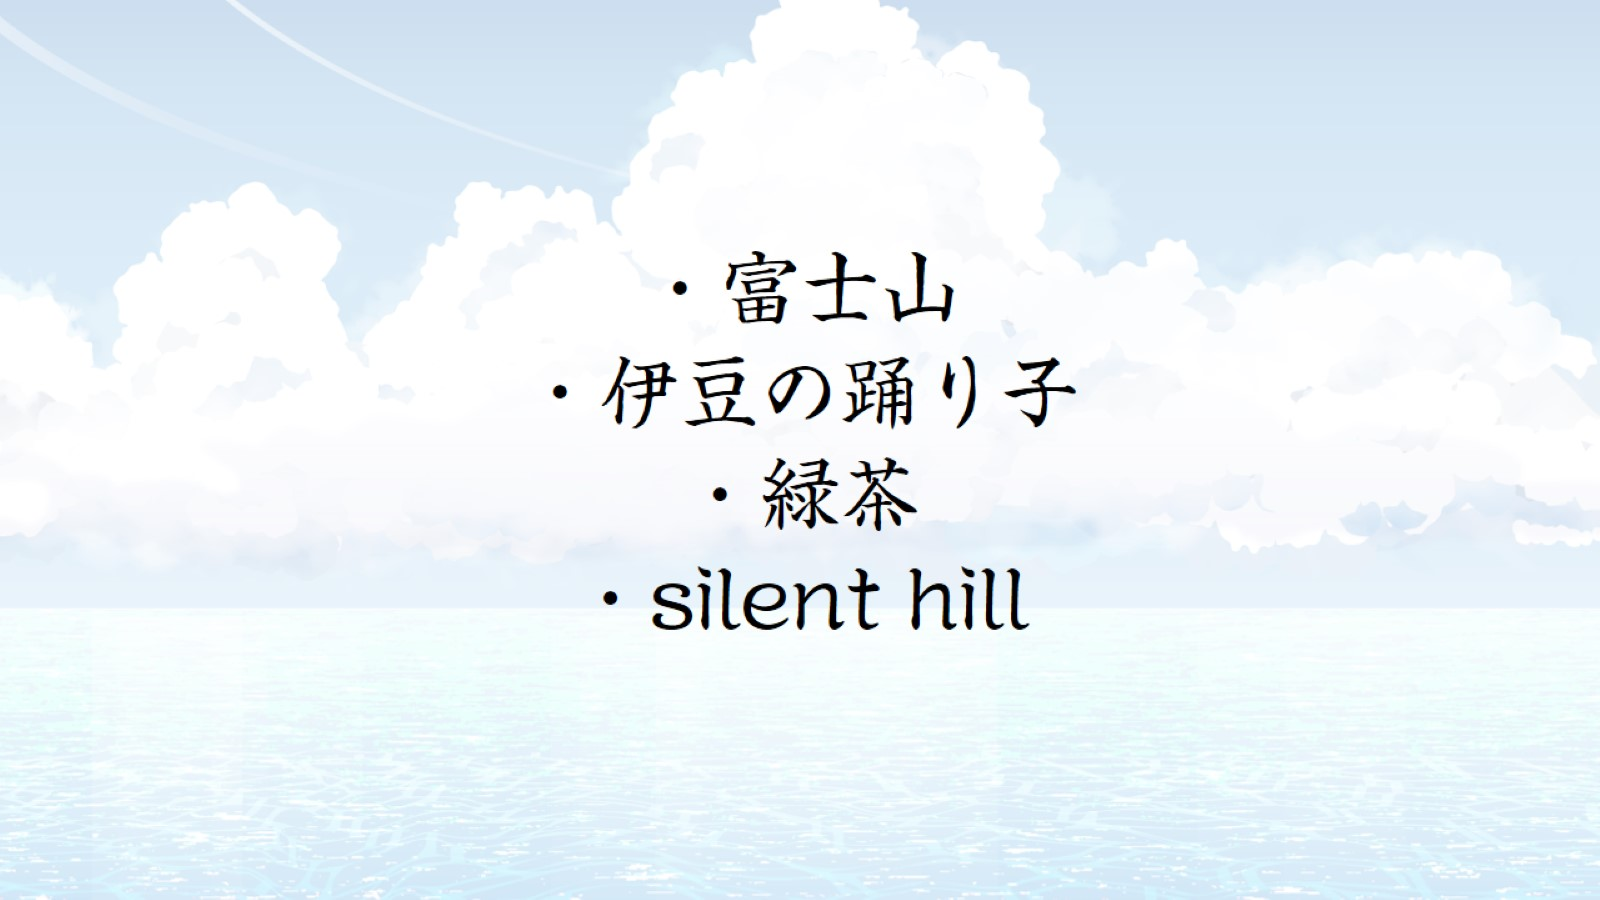 ・富士山
・伊豆の踊り子
・緑茶
・silent hill